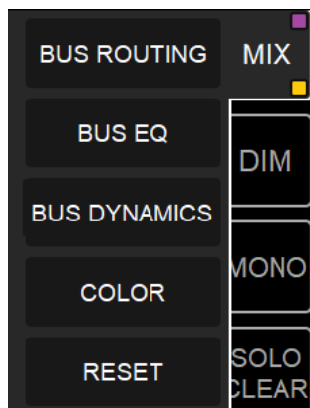 BUS ROUTING
BUS EQ
BUS DYNAMICS
COLOR
RESET
MIX
DIM
MONO
SOLO
CLEAR